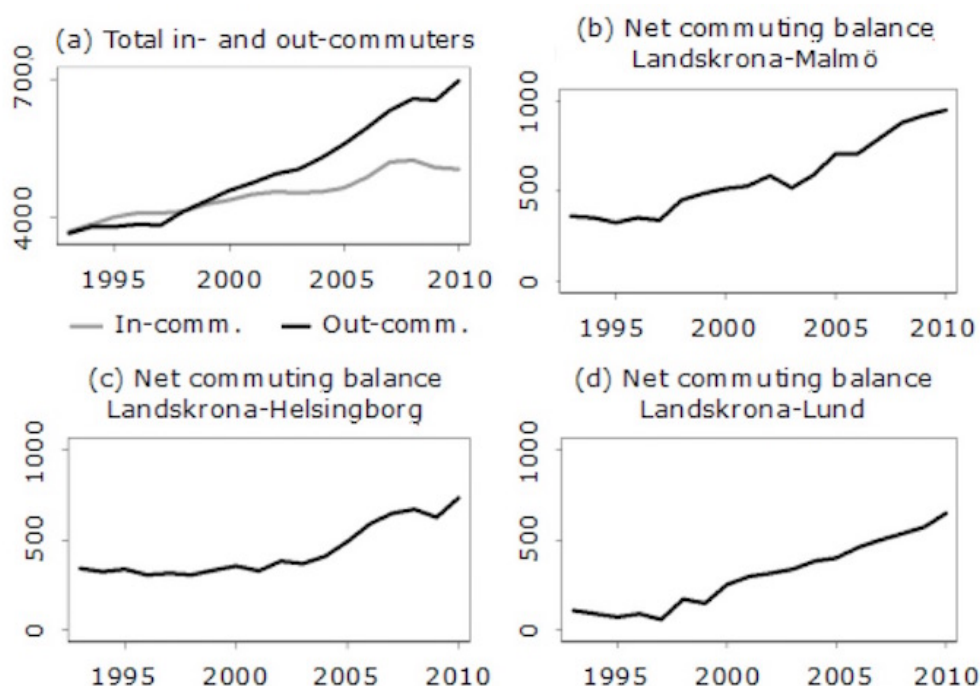 (a) Total in- and out-commuters
7000
4000
1995 2000 2005 2010
In-comm. Out-comm.
(b) Net commuting balance
Landskrona-Malmö
1000
500
0
1995 2000 2005 2010
(c) Net commuting balance
Landskrona-Helsingborg
1000
500
0
1995 2000 2005 2010
(d) Net commuting balance
Landskrona-Lund
1000
500
0
1995 2000 2005 2010